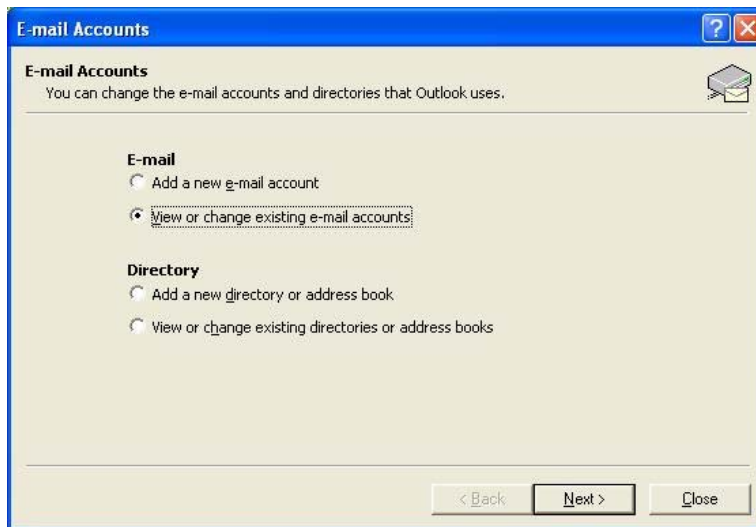 E-mail Accounts
E-mail Accounts
You can change the e-mail accounts and directories that Outlook uses.
E-mail
Add a new e-mail account
View or change existing e-mail accounts
Directory
Add a new directory or address book
View or change existing directories or address books
< Back Next > Close